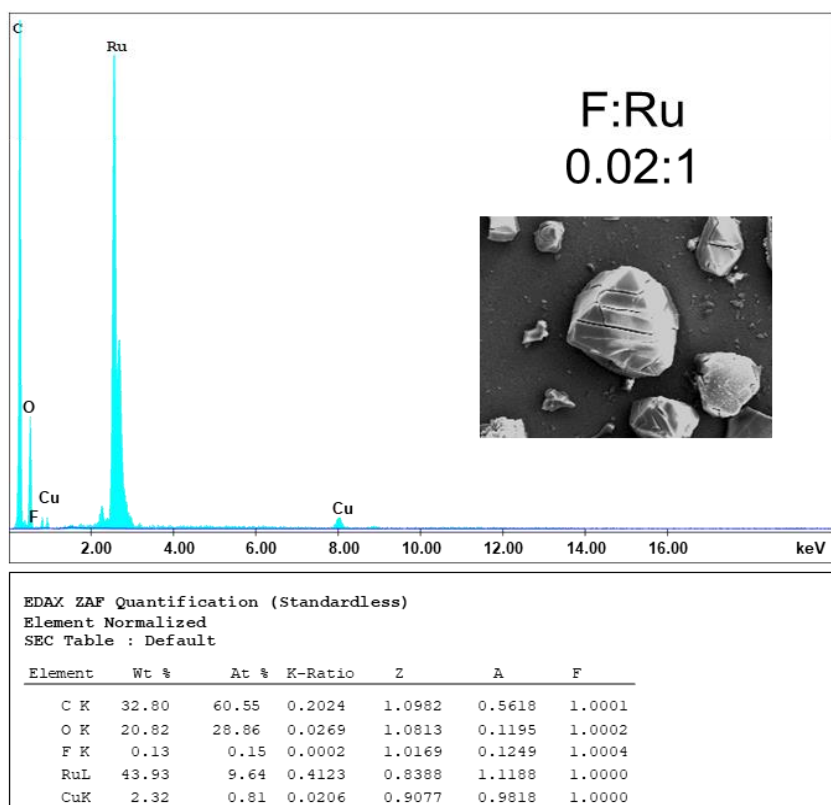 C
Ru
F:Ru
0.02:1
O
Cu
F
Cu
2.00 4.00 6.00 8.00 10.00 12.00 14.00 16.00 keV
EDAX ZAF Quantification (Standardless)
Element Normalized
SEC Table : Default
Element Wt % At % K-Ratio Z A F
C K 32.80 60.55 0.2024 1.0982 0.5618 1.0001
O K 20.82 28.86 0.0269 1.0813 0.1195 1.0002
F K 0.13 0.15 0.0002 1.0169 0.1249 1.0004
RuL 43.93 9.64 0.4123 0.8388 1.1188 1.0000
CuK 2.32 0.81 0.0206 0.9077 0.9818 1.0000